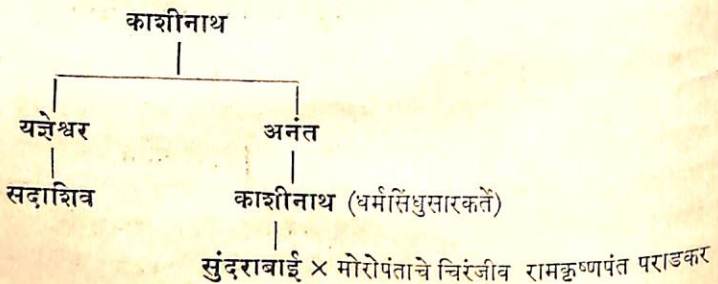 काशीनाथ
यज्ञेश्वर अनंत
सदाशिव काशीनाथ (धर्मसिंधुसारकर्ते)
सुंदराबाई × मोरोपंताचे चिरंजीव रामकृष्णपंत पराडकर